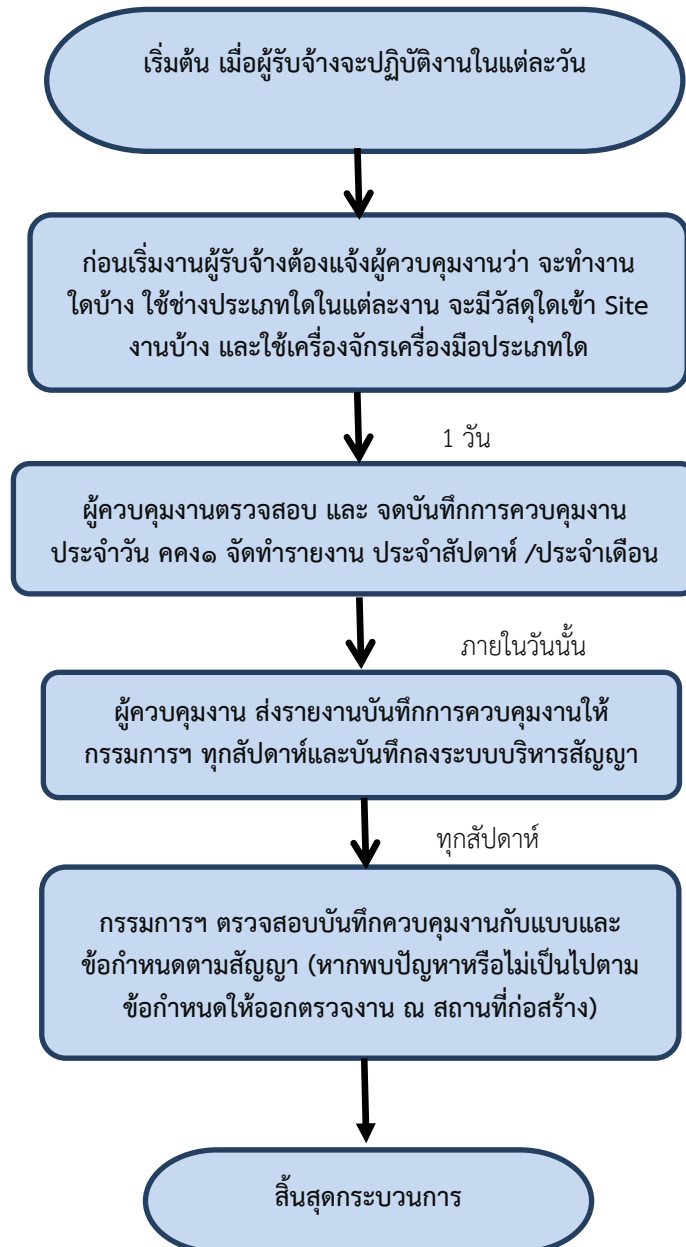 เริ่มต้น เมื่อผู้รับจ้างจะปฏิบัติงานในแต่ละวัน
ก่อนเริ่มงานผู้รับจ้างต้องแจ้งผู้ควบคุมงานว่า จะทำงาน
ใดบ้าง ใช้ช่างประเภทใดในแต่ละงาน จะมีวัสดุใดเข้า Site
งานบ้าง และใช้เครื่องจักรเครื่องมือประเภทใด
1 วัน
ผู้ควบคุมงานตรวจสอบ และ จดบันทึกการควบคุมงาน
ประจำวัน คคง๑ จัดทำรายงาน ประจำสัปดาห์ /ประจำเดือน
ภายในวันนั้น
ผู้ควบคุมงาน ส่งรายงานบันทึกการควบคุมงานให้
กรรมการฯ ทุกสัปดาห์และบันทึกลงระบบบริหารสัญญา
ทุกสัปดาห์
กรรมการฯ ตรวจสอบบันทึกควบคุมงานกับแบบและ
ข้อกำหนดตามสัญญา (หากพบปัญหาหรือไม่เป็นไปตาม
ข้อกำหนดให้ออกตรวจงาน ณ สถานที่ก่อสร้าง)
สิ้นสุดกระบวนการ